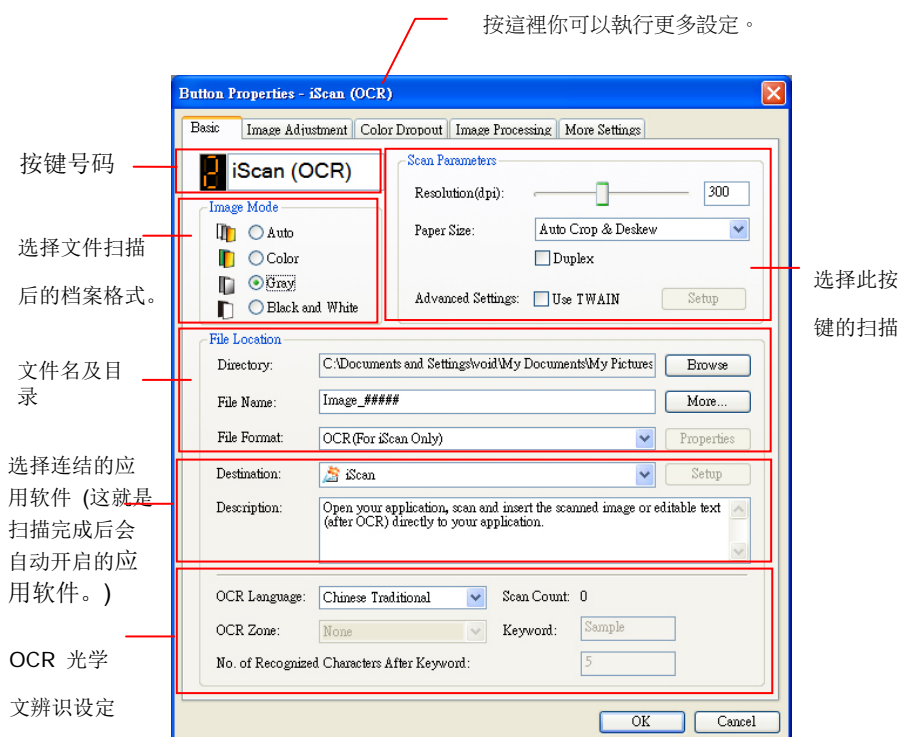 按這裡你可以執行更多設定。
Button Properties - iScan (OCR)
Basic
Image Adjustment
Color Dropout
Image Processing
More Settings
按键号码
2
iScan (OCR)
Scan Parameters
Resolution(dpi):
300
Image Mode
Auto
Color
Gray
Black and White
Paper Size:
Auto Crop & Deskew
Duplex
Advanced Settings:
Use TWAIN
Setup
选择文件扫描
后的档案格式。
选择此按
键的扫描
File Location
Directory:
C:\Documents and Settings\void\My Documents\My Pictures
Browse
File Name:
Image_#####
More...
File Format:
OCR(For iScan Only)
Properties
文件名及目
录
Destination:
iScan
Setup
Description:
Open your application, scan and insert the scanned image or editable text
(after OCR) directly to your application.
选择连结的应
用软件 (这就是
扫描完成后会
自动开启的应
用软件。)
OCR Language:
Chinese Traditional
Scan Count: 0
OCR Zone:
None
Keyword:
Sample
No. of Recognized Characters After Keyword:
5
OCR 光学
文辨识设定
OK
Cancel